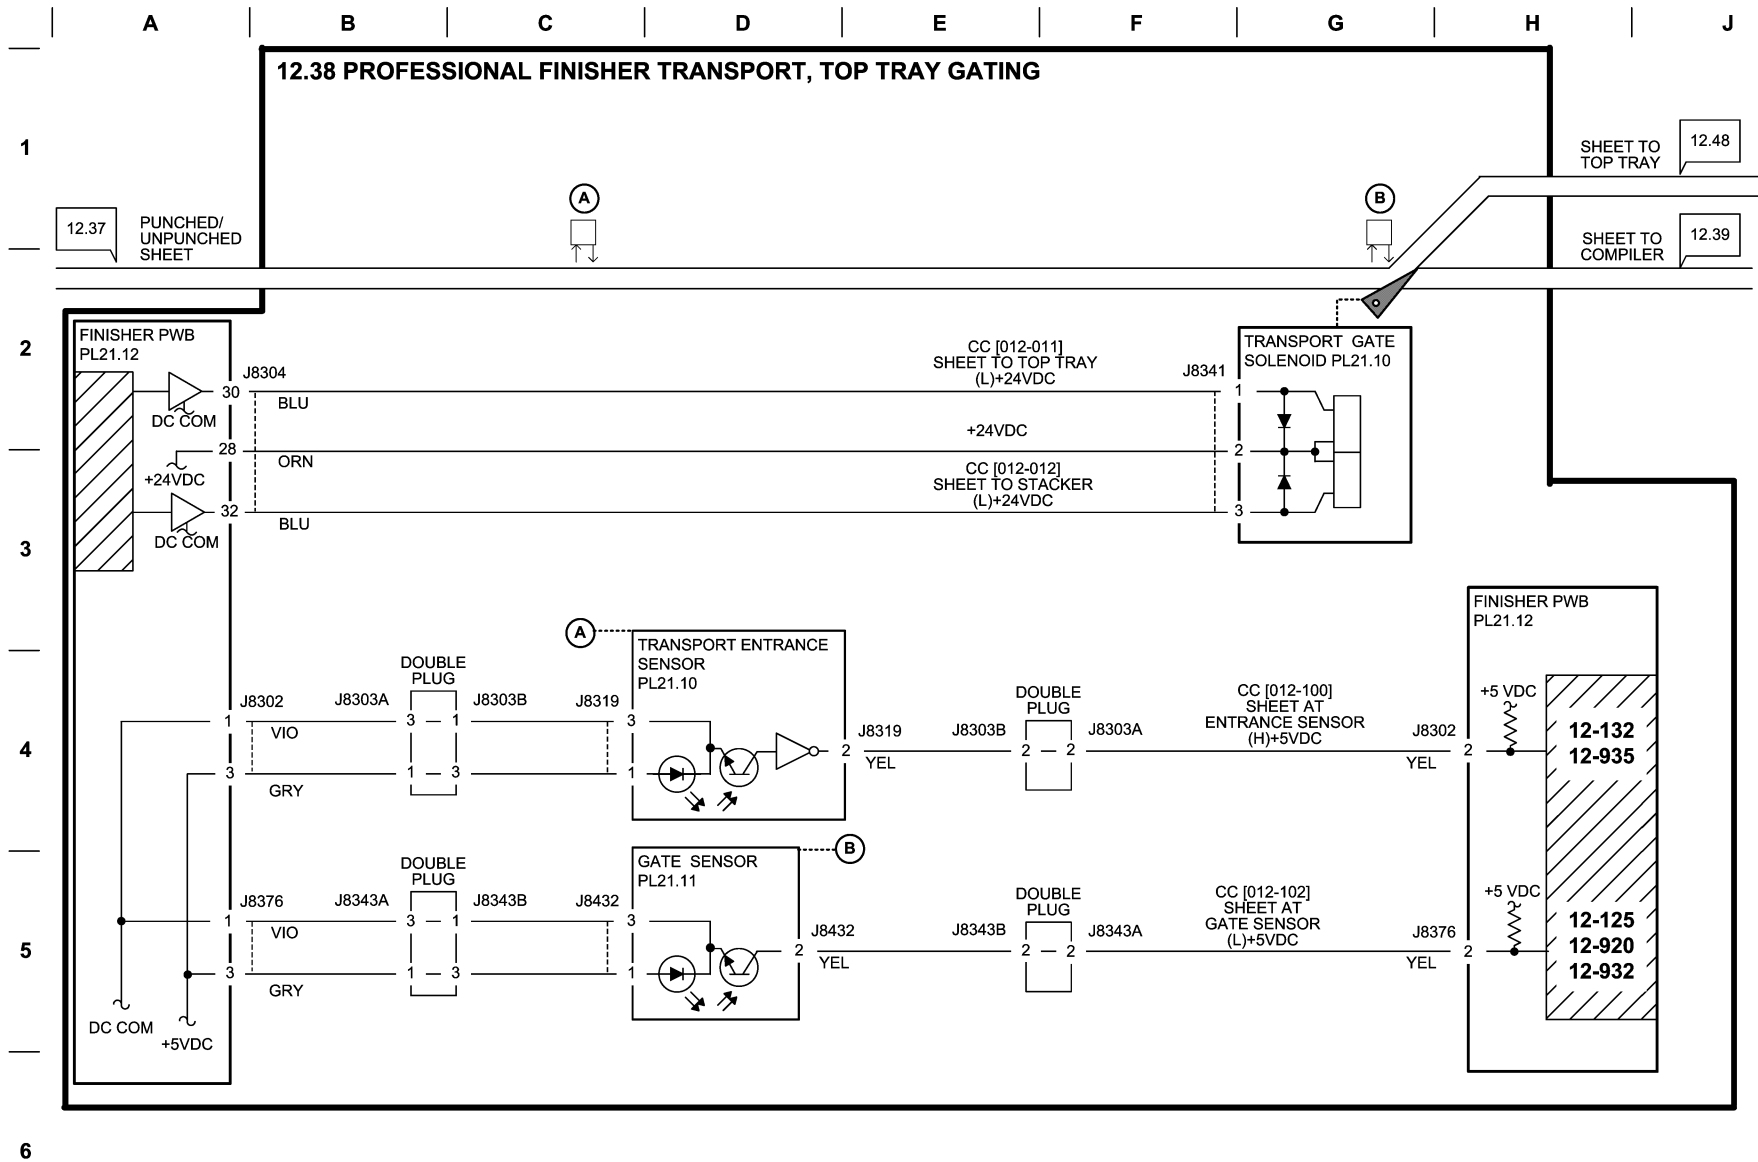 A B C D E F G H J
12.38 PROFESSIONAL FINISHER TRANSPORT, TOP TRAY GATING
1
SHEET TO
TOP TRAY
12.48
A
B
12.37
PUNCHED/
UNPUNCHED
SHEET
SHEET TO
COMPILER
12.39
2
FINISHER PWB
PL21.12
J8304
30
DC COM
BLU
CC [012-011]
SHEET TO TOP TRAY
(L)+24VDC
J8341
1
TRANSPORT GATE
SOLENOID PL21.10
28
+24VDC
ORN
+24VDC
2
32
DC COM
BLU
CC [012-012]
SHEET TO STACKER
(L)+24VDC
3
3
FINISHER PWB
PL21.12
A
TRANSPORT ENTRANCE
SENSOR
PL21.10
4
J8302
1
VIO
J8303A
DOUBLE
PLUG
3 1
J8303B
J8319
3
3
GRY
1 3
1
2
J8319
YEL
J8303B
DOUBLE
PLUG
2 2
J8303A
CC [012-100]
SHEET AT
ENTRANCE SENSOR
(H)+5VDC
J8302
YEL
2
+5 VDC
12-132
12-935
B
GATE SENSOR
PL21.11
5
J8376
1
VIO
J8343A
DOUBLE
PLUG
3 1
J8343B
J8432
3
3
GRY
1 3
1
2
J8432
YEL
J8343B
DOUBLE
PLUG
2 2
J8343A
CC [012-102]
SHEET AT
GATE SENSOR
(L)+5VDC
J8376
YEL
2
+5 VDC
12-125
12-920
12-932
DC COM
+5VDC
6